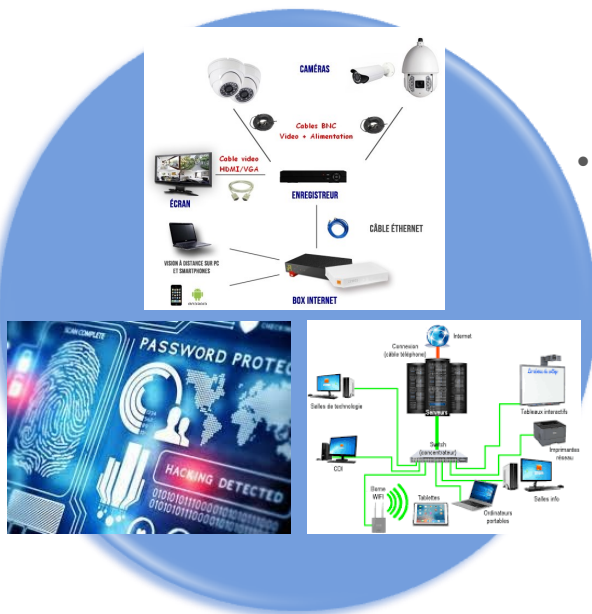 CAMÉRAS
Cables BNC
Video + Alimentation
Cable video
HDMI/VGA
ÉCRAN
ENREGISTREUR
CÂBLE ÉTHERNET
VISION À DISTANCE SUR PC
ET SMARTPHONES
BOX INTERNET
SCAN COMPLETE
PASSWORD PROTEC
HACKING DETECTED
Internet
Connexion
(câble téléphone)
Serveurs
Salles de technologie
Tableaux interactifs
Switch
(concentrateur)
Imprimantes
réseau
CDI
Borne
WIFI
Tablettes
Salles info
Ordinateurs
portables